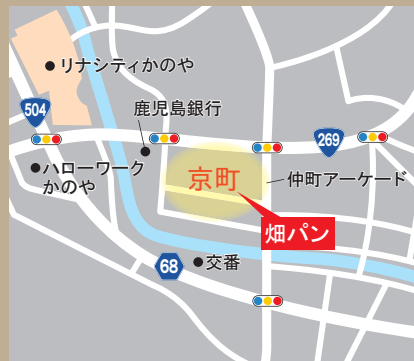 リナシティかのや
504
鹿児島銀行
269
ハローワーク
かのや
京町
仲町アーケード
畑パン
68
交番